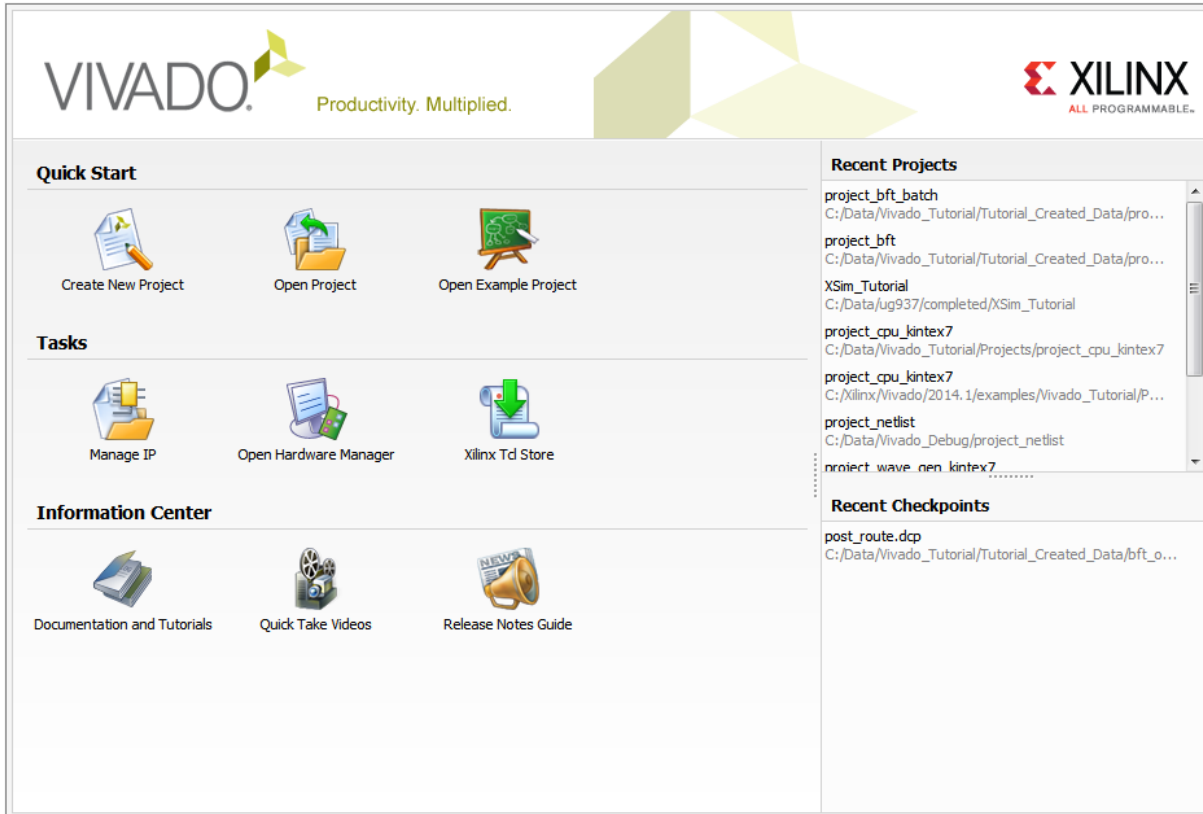 VIVADO.
Productivity. Multiplied.
XILINX
ALL PROGRAMMABLE™
Quick Start
Create New Project
Open Project
Open Example Project
Tasks
Manage IP
Open Hardware Manager
Xilinx Tcl Store
Information Center
Documentation and Tutorials
Quick Take Videos
NEWS
Release Notes Guide
Recent Projects
project_bft_batch
C:/Data/Vivado_Tutorial/Tutorial_Created_Data/pro...
project_bft
C:/Data/Vivado_Tutorial/Tutorial_Created_Data/pro...
XSim_Tutorial
C:/Data/ug937/completed/XSim_Tutorial
project_cpu_kintex7
C:/Data/Vivado_Tutorial/Projects/project_cpu_kintex7
project_cpu_kintex7
C:/Xilinx/Vivado/2014.1/examples/Vivado_Tutorial/P...
project_netlist
C:/Data/Vivado_Debug/project_netlist
project_wave_gen_kintex7
Recent Checkpoints
post_route.dcp
C:/Data/Vivado_Tutorial/Tutorial_Created_Data/bft_o...